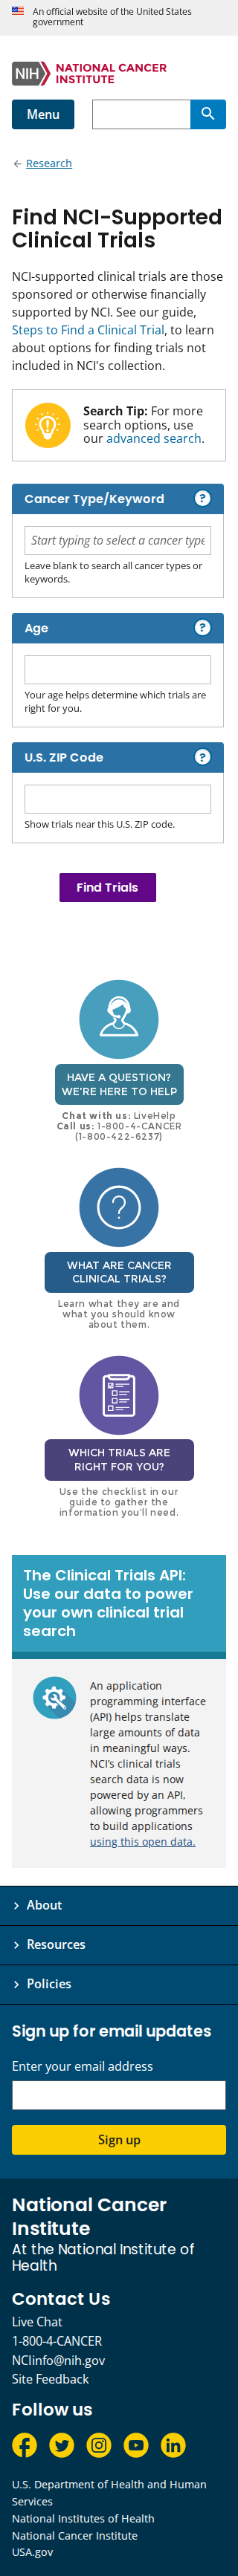 An official website of the United States
government
NIH
NATIONAL CANCER
INSTITUTE
Menu
Research
Find NCI-Supported
Clinical Trials
NCI-supported clinical trials are those
sponsored or otherwise financially
supported by NCI. See our guide,
Steps to Find a Clinical Trial, to learn
about options for finding trials not
included in NCI's collection.
Search Tip: For more
search options, use
our advanced search.
Cancer Type/Keyword
?
Start typing to select a cancer type
Leave blank to search all cancer types or
keywords.
Age
?
Your age helps determine which trials are
right for you.
U.S. ZIP Code
?
Show trials near this U.S. ZIP code.
Find Trials
HAVE A QUESTION?
WE'RE HERE TO HELP
Chat with us: LiveHelp
Call us: 1-800-4-CANCER
(1-800-422-6237)
?
WHAT ARE CANCER
CLINICAL TRIALS?
Learn what they are and
what you should know
about them.
WHICH TRIALS ARE
RIGHT FOR YOU?
Use the checklist in our
guide to gather the
information you'll need.
The Clinical Trials API:
Use our data to power
your own clinical trial
search
An application
programming interface
(API) helps translate
large amounts of data
in meaningful ways.
NCI's clinical trials
search data is now
powered by an API,
allowing programmers
to build applications
using this open data.
About
Resources
Policies
Sign up for email updates
Enter your email address
Sign up
National Cancer
Institute
At the National Institute of
Health
Contact Us
Live Chat
1-800-4-CANCER
NCIinfo@nih.gov
Site Feedback
Follow us
U.S. Department of Health and Human
Services
National Institutes of Health
National Cancer Institute
USA.gov